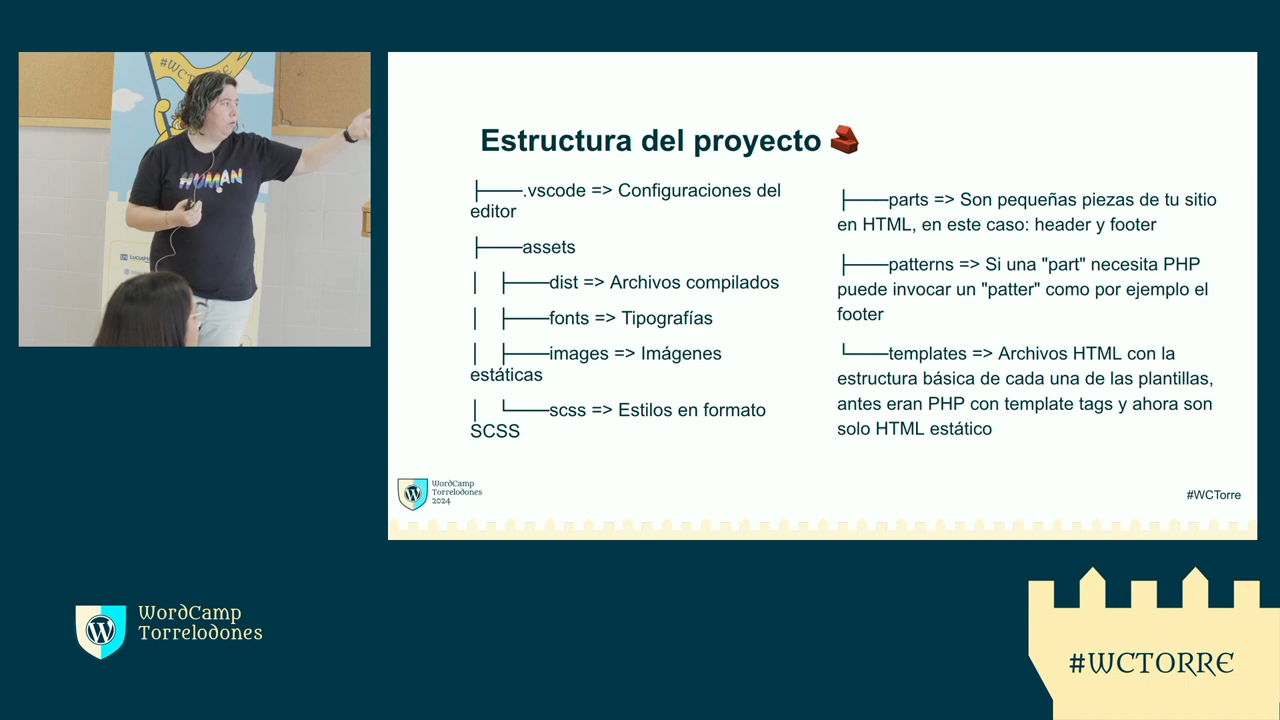 #WCTORRE
HUMAN
Estructura del proyecto
├───.vscode => Configuraciones del
editor
├───assets
│ ├───dist => Archivos compilados
│ ├───fonts => Tipografías
│ ├───images => Imágenes
estáticas
│ └───scss => Estilos en formato
SCSS
├───parts => Son pequeñas piezas de tu sitio
en HTML, en este caso: header y footer
├───patterns => Si una "part" necesita PHP
puede invocar un "patter" como por ejemplo el
footer
└───templates => Archivos HTML con la
estructura básica de cada una de las plantillas,
antes eran PHP con template tags y ahora son
solo HTML estático
WordCamp
Torrelodones
2024
#WCTorre
WordCamp
Torrelodones
#WCTORRE